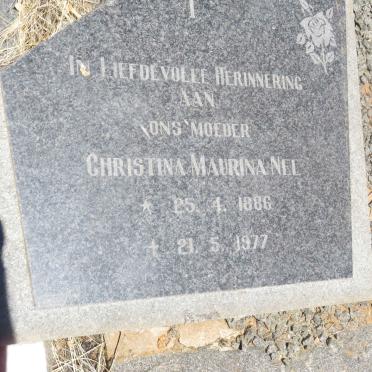 IN LIEFDEVOLLE HERINNERING
AAN
ONS MOEDER
CHRISTINA MAURINA NEL
* 25. 4. 1886
† 21. 5. 1977